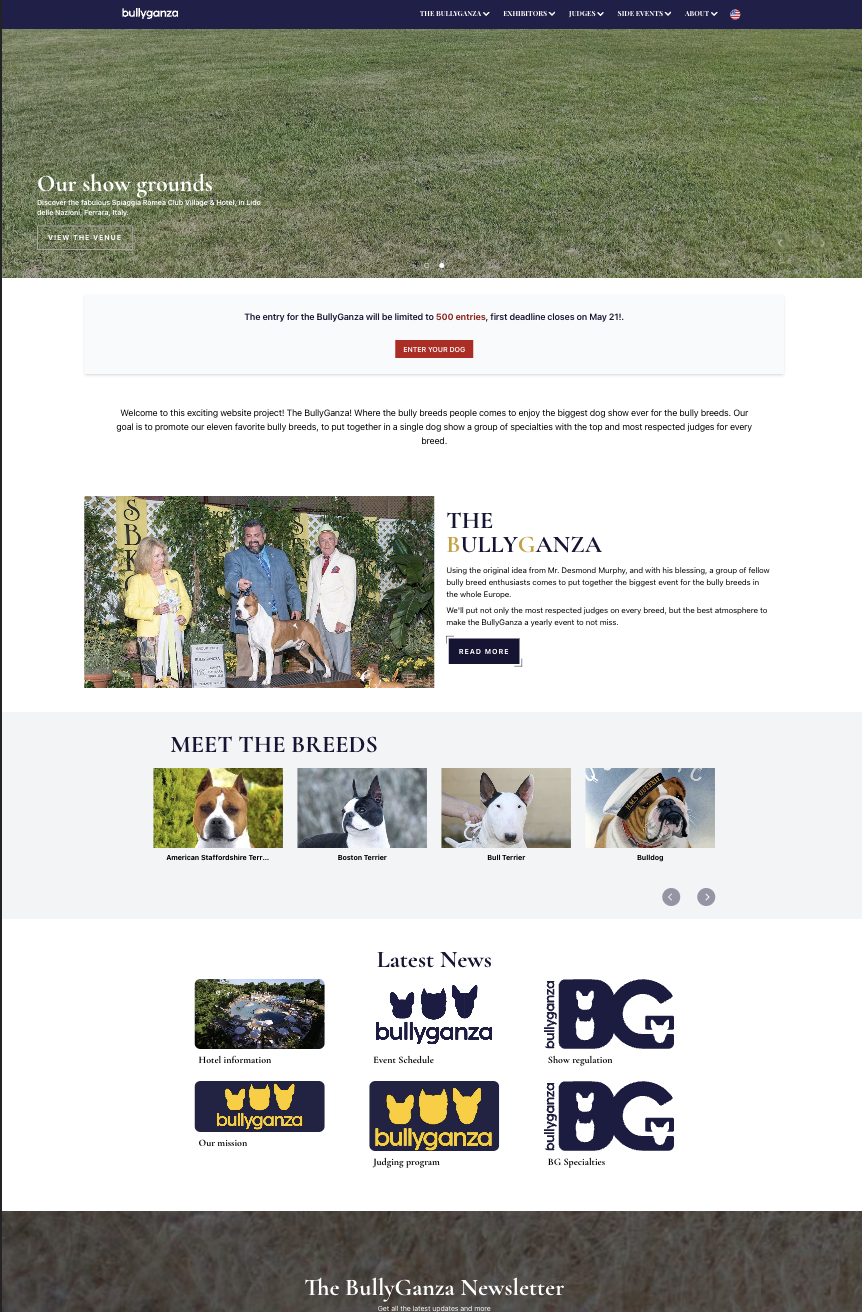 bullyganza
THE BULLYGANZA
EXHIBITORS
JUDGES
SIDE EVENTS
ABOUT
Our show grounds
Discover the fabulous Spiaggia Romea Club Village & Hotel, in Lido
delle Nazioni, Ferrara, Italy.
VIEW THE VENUE
The entry for the BullyGanza will be limited to 500 entries, first deadline closes on May 21!.
ENTER YOUR DOG
Welcome to this exciting website project! The BullyGanza! Where the bully breeds people comes to enjoy the biggest dog show ever for the bully breeds. Our
goal is to promote our eleven favorite bully breeds, to put together in a single dog show a group of specialties with the top and most respected judges for every
breed.
THE
BULLYGANZA
Using the original idea from Mr. Desmond Murphy, and with his blessing, a group of fellow
bully breed enthusiasts comes to put together the biggest event for the bully breeds in
the whole Europe.
We'll put not only the most respected judges on every breed, but the best atmosphere to
make the BullyGanza a yearly event to not miss.
READ MORE
MEET THE BREEDS
American Staffordshire Terr...
Boston Terrier
Bull Terrier
Bulldog
Latest News
bullyganza
bullyganza
BG
Hotel information
Event Schedule
Show regulation
bullyganza
bullyganza
bullyganza
BG
Our mission
Judging program
BG Specialties
The BullyGanza Newsletter
Get all the latest updates and more